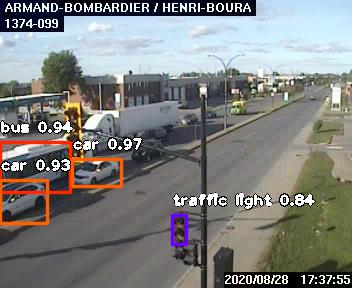 ARMAND-BOMBARDIER / HENRI-BOURA
1374-099
bus 0.94
car 0.97
car 0.93
traffic light 0.84
2020/08/28 17:37:55